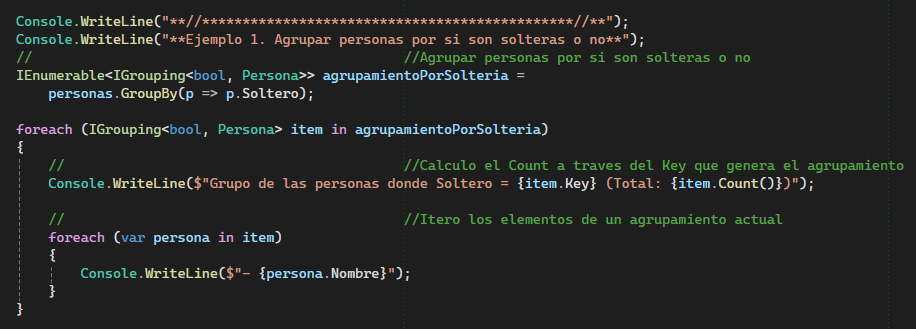 Console.WriteLine("**//**********************************************//**");
Console.WriteLine("**Ejemplo 1. Agrupar personas por si son solteras o no**");
// //Agrupar personas por si son solteras o no
IEnumerable<IGrouping<bool, Persona>> agrupamientoPorSolteria =
personas.GroupBy(p => p.Soltero);
foreach (IGrouping<bool, Persona> item in agrupamientoPorSolteria)
{
// //Calculo el Count a traves del Key que genera el agrupamiento
Console.WriteLine($"Grupo de las personas donde Soltero = {item.Key} (Total: {item.Count()})");
// //Itero los elementos de un agrupamiento actual
foreach (var persona in item)
{
Console.WriteLine($"- {persona.Nombre}");
}
}